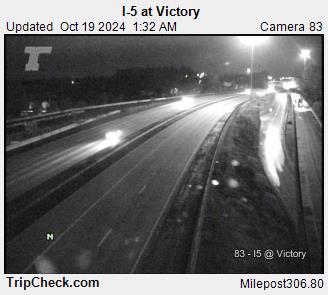 I-5 at Victory
Updated Oct 19 2024 1:32 AM Camera 83
T
N
83 - I5 @ Victory
TripCheck.com Milepost306.80